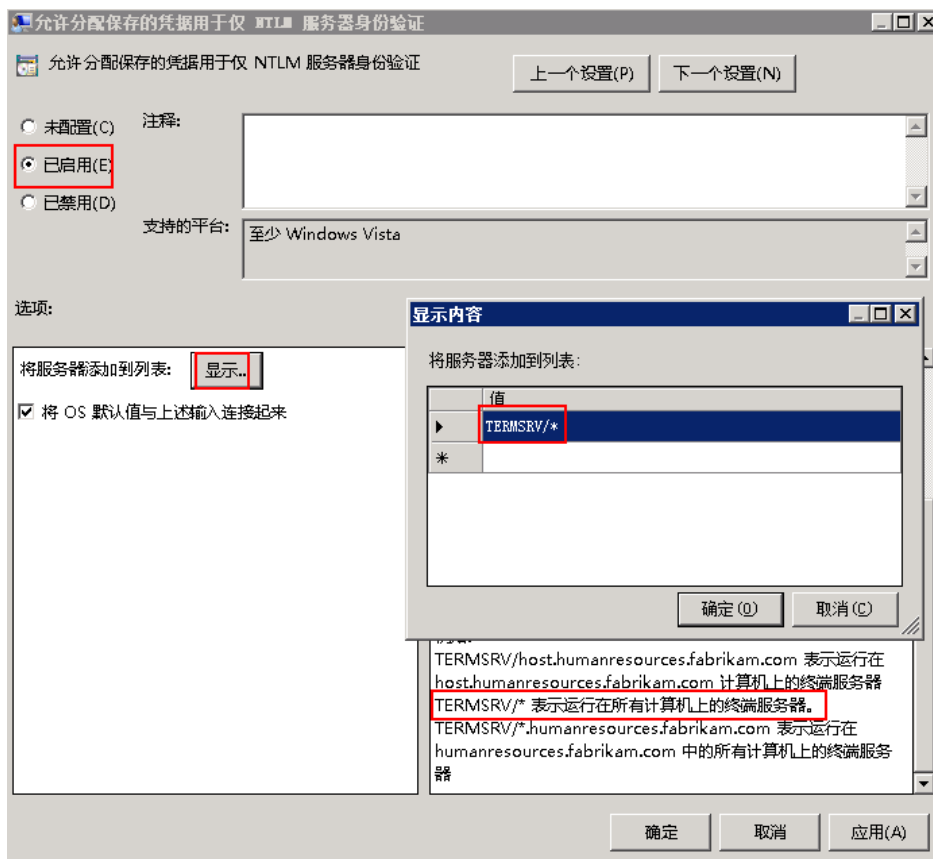 允许分配保存的凭据用于仅 NTLM 服务器身份验证
允许分配保存的凭据用于仅 NTLM 服务器身份验证
上一个设置(P)
下一个设置(N)
未配置(C)
注释:
已启用(E)
已禁用(D)
支持的平台:
至少 Windows Vista
选项:
将服务器添加到列表:
显示...
将 OS 默认值与上述输入连接起来
显示内容
将服务器添加到列表:
值
TERMSRV/*
确定(O)
取消(C)
TERMSRV/host.humanresources.fabrikam.com 表示运行在
host.humanresources.fabrikam.com 计算机上的终端服务器
TERMSRV/* 表示运行在所有计算机上的终端服务器。
TERMSRV/*.humanresources.fabrikam.com 表示运行在
humanresources.fabrikam.com 中的所有计算机上的终端服务
器
确定
取消
应用(A)